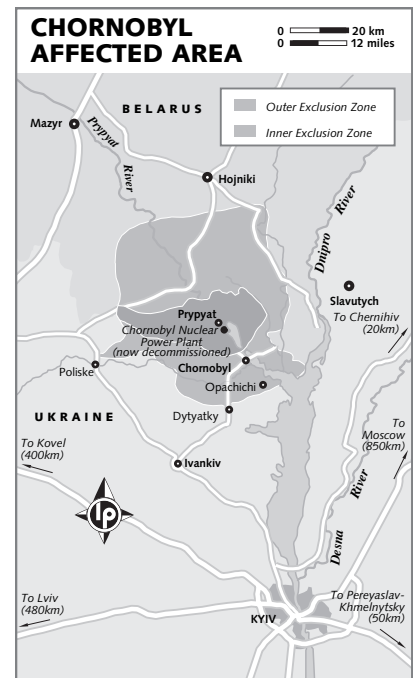 CHORNOBYL
AFFECTED AREA
0 20 km
0 12 miles
BELARUS
Outer Exclusion Zone
Inner Exclusion Zone
Mazyr
Prypyat
River
Hojniki
Dnipro River
Slavutych
To Chernihiv
(20km)
Prypyat
Chornobyl Nuclear
Power Plant
(now decommissioned)
Chornobyl
Poliske
Opachichi
Dytyatky
UKRAINE
To
Moscow
(850km)
To Kovel
(400km)
Ivankiv
lp
Desna River
To Lviv
(480km)
KYIV
To Pereyaslav-
Khmelnytsky
(50km)